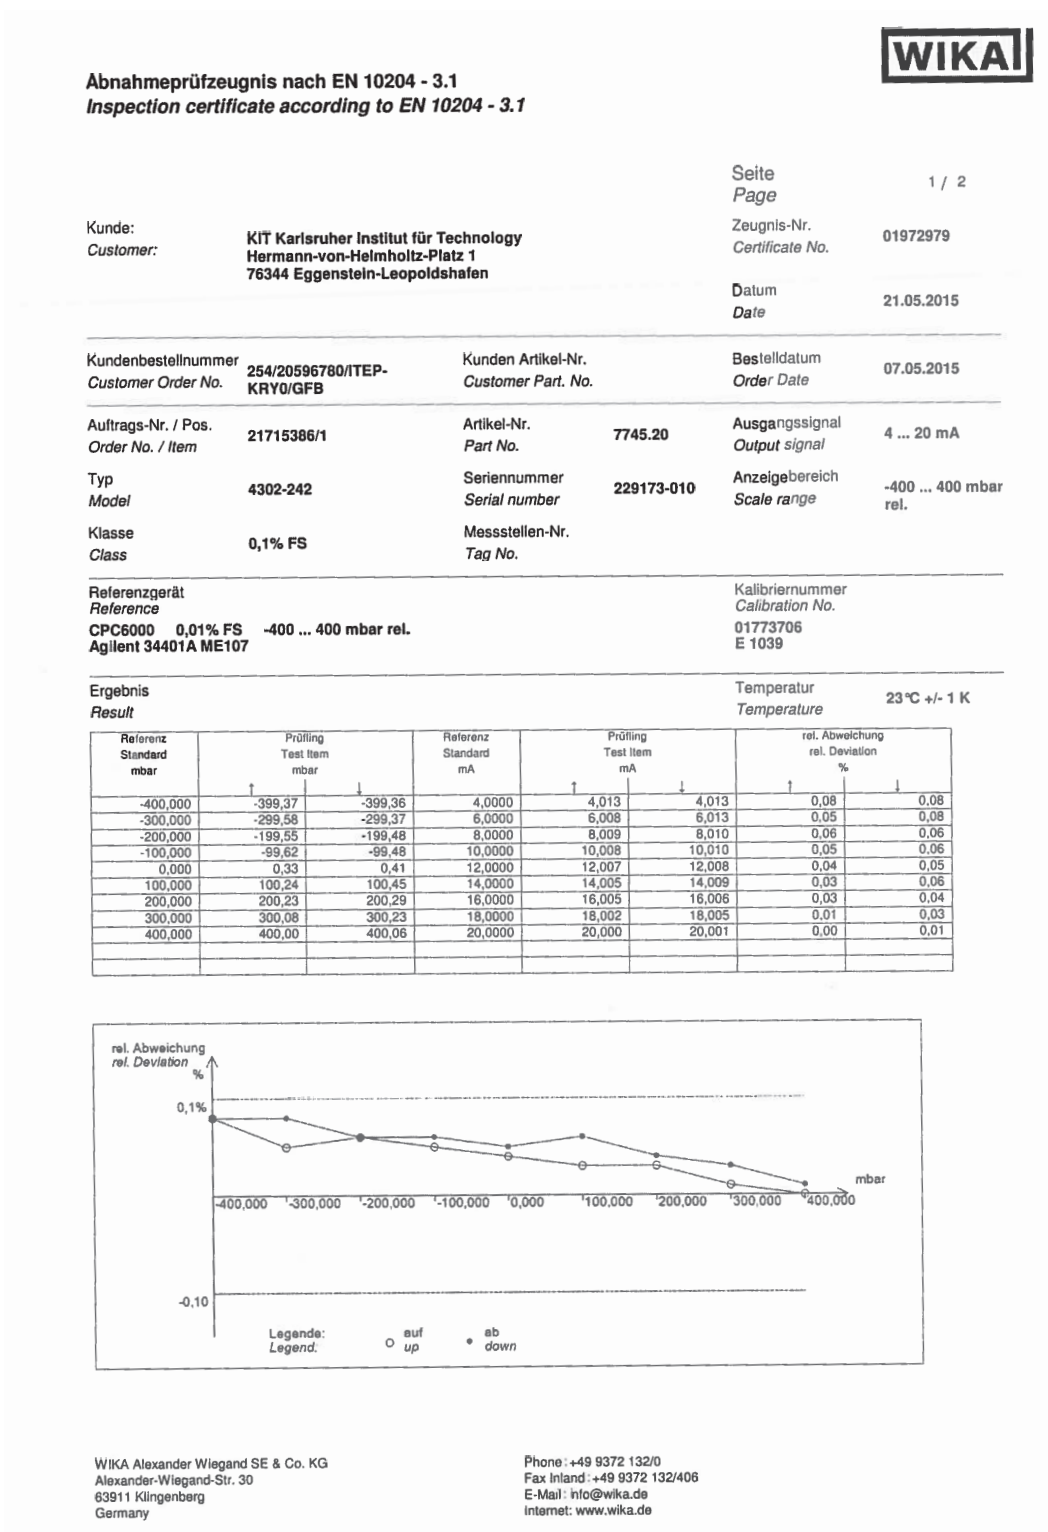 WIKA
Abnahmeprüfzeugnis nach EN 10204 - 3.1
Inspection certificate according to EN 10204 - 3.1
Seite
Page
1 / 2
Kunde:
Customer:
KIT Karlsruher Institut für Technology
Hermann-von-Helmholtz-Platz 1
76344 Eggenstein-Leopoldshafen
Zeugnis-Nr.
Certificate No.
01972979
Datum
Date
21.05.2015
Kundenbestellnummer
Customer Order No.
254/20596780/ITEP-
KRY0/GFB
Kunden Artikel-Nr.
Customer Part. No.
Bestelldatum
Order Date
07.05.2015
Auftrags-Nr. / Pos.
Order No. / Item
21715386/1
Artikel-Nr.
Part No.
7745.20
Ausgangssignal
Output signal
4 ... 20 mA
Typ
Model
4302-242
Seriennummer
Serial number
229173-010
Anzeigebereich
Scale range
-400 ... 400 mbar
rel.
Klasse
Class
0,1% FS
Messstellen-Nr.
Tag No.
Referenzgerät
Reference
CPC6000 0,01% FS -400 ... 400 mbar rel.
Agilent 34401A ME107
Kalibriernummer
Calibration No.
01773706
E 1039
Ergebnis
Result
Temperatur
Temperature
23°C +/- 1 K
Referenz Prüfling Referenz Prüfling rel. Abweichung
Standard Test Item Standard Test Item rel. Deviation
mbar mbar mA mA %
↑ ↓ ↑ ↓ ↑ ↓
-400,000 -399,37 -399,36 4,0000 4,013 4,013 0,08 0,08
-300,000 -299,58 -299,37 6,0000 6,008 6,013 0,05 0,08
-200,000 -199,55 -199,48 8,0000 8,009 8,010 0,06 0,06
-100,000 -99,62 -99,48 10,0000 10,008 10,010 0,05 0,06
0,000 0,33 0,41 12,0000 12,007 12,008 0,04 0,05
100,000 100,24 100,45 14,0000 14,005 14,009 0,03 0,06
200,000 200,23 200,29 16,0000 16,005 16,006 0,03 0,04
300,000 300,08 300,23 18,0000 18,002 18,005 0,01 0,03
400,000 400,00 400,06 20,0000 20,000 20,001 0,00 0,01
rel. Abweichung
rel. Deviation
%
0,1%
mbar
-400,000 -300,000 -200,000 -100,000 0,000 100,000 200,000 300,000 400,000
-0,10
Legende: auf ab
Legend: up down
WIKA Alexander Wiegand SE & Co. KG
Alexander-Wiegand-Str. 30
63911 Klingenberg
Germany
Phone: +49 9372 132/0
Fax Inland: +49 9372 132/406
E-Mail: info@wika.de
Internet: www.wika.de